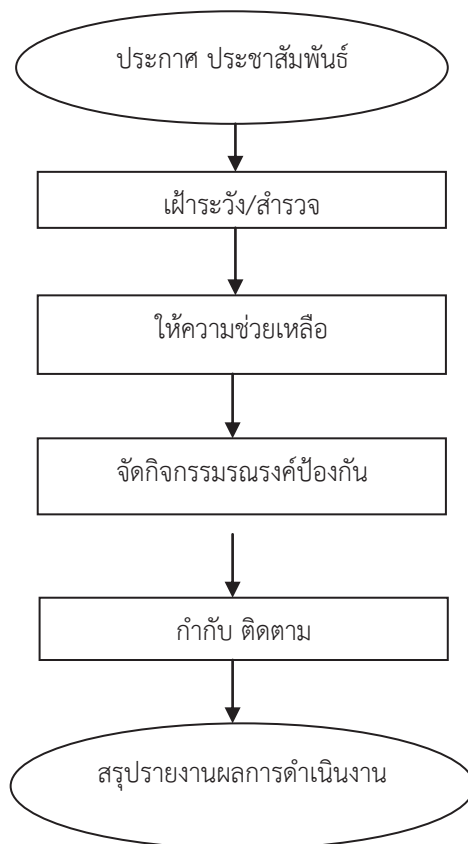 ประกาศ ประชาสัมพันธ์
เฝ้าระวัง/สำรวจ
ให้ความช่วยเหลือ
จัดกิจกรรมรณรงค์ป้องกัน
กำกับ ติดตาม
สรุปรายงานผลการดำเนินงาน